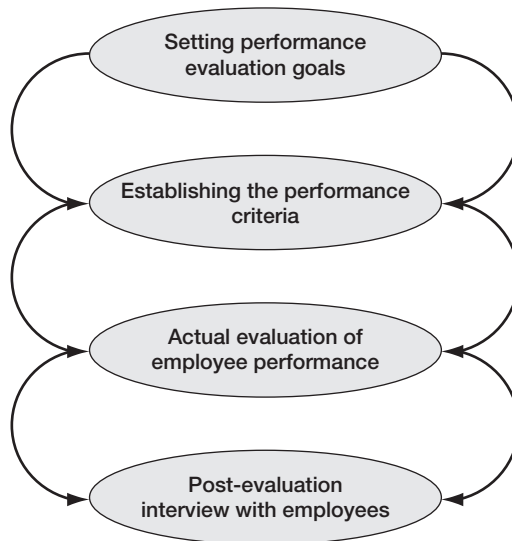 Setting performance
evaluation goals
Establishing the performance
criteria
Actual evaluation of
employee performance
Post-evaluation
interview with employees